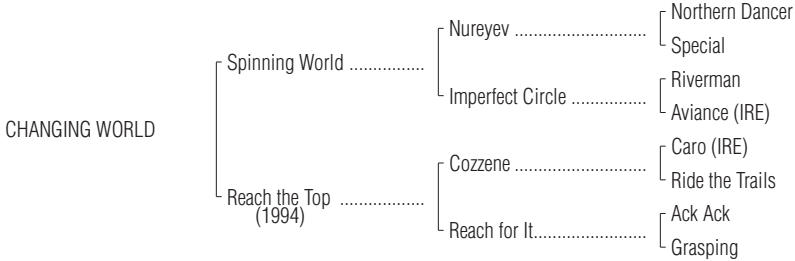 Northern Dancer
Nureyev ............................
Special
Spinning World ................
Riverman
Imperfect Circle ................
Aviance (IRE)
CHANGING WORLD
Caro (IRE)
Cozzene ............................
Ride the Trails
Reach the Top ..................
(1994)
Ack Ack
Reach for It........................
Grasping